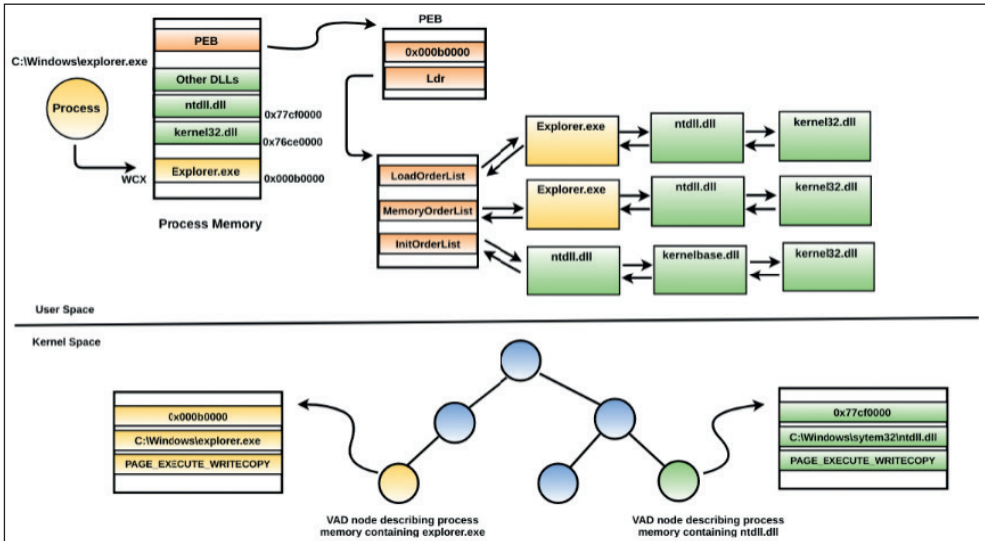 PEB
C:\Windows\explorer.exe
Process
WCX
PEB
Other DLLs
ntdll.dll
0x77cf0000
kernel32.dll
0x76ce0000
Explorer.exe
0x000b0000
Process Memory
0x000b0000
Ldr
LoadOrderList
MemoryOrderList
InitOrderList
Explorer.exe
ntdll.dll
kernel32.dll
Explorer.exe
ntdll.dll
kernel32.dll
ntdll.dll
kernelbase.dll
kernel32.dll
User Space
Kernel Space
0x000b0000
C:\Windows\explorer.exe
PAGE_EXECUTE_WRITECOPY
0x77cf0000
C:\Windows\sytem32\ntdll.dll
PAGE_EXECUTE_WRITECOPY
VAD node describing process
memory containing explorer.exe
VAD node describing process
memory containing ntdll.dll